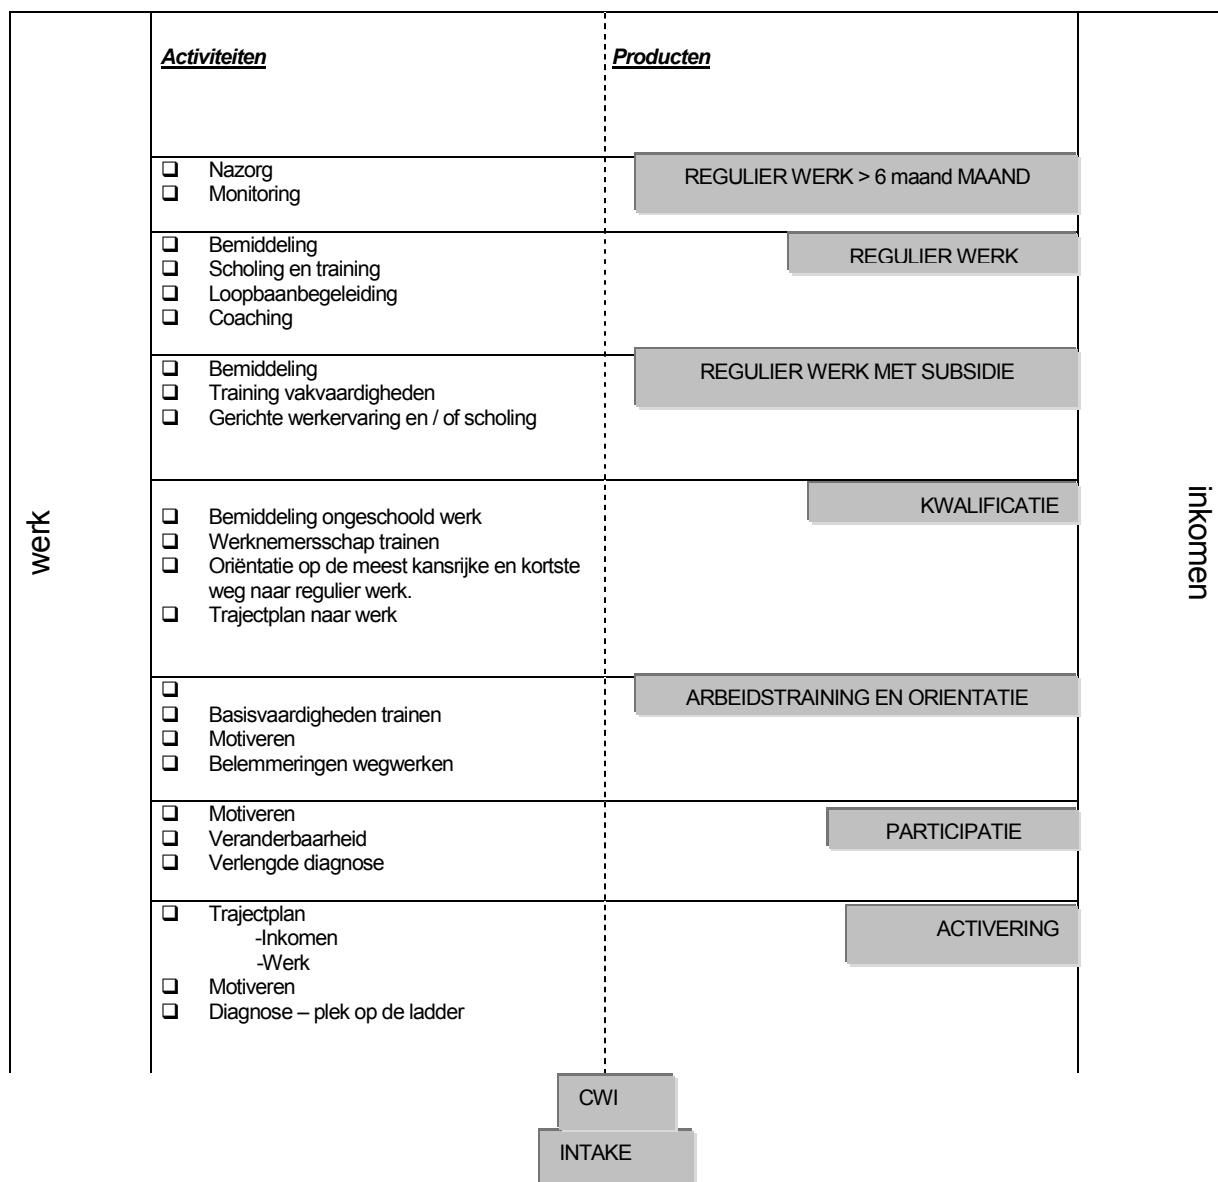 Activiteiten
Producten
Nazorg
Monitoring
REGULIER WERK > 6 maand MAAND
Bemiddeling
Scholing en training
Loopbaanbegeleiding
Coaching
REGULIER WERK
Bemiddeling
Training vakvaardigheden
Gerichte werkervaring en / of scholing
REGULIER WERK MET SUBSIDIE
werk
Bemiddeling ongeschoold werk
Werknemersschap trainen
Oriëntatie op de meest kansrijke en kortste
weg naar regulier werk.
Trajectplan naar werk
KWALIFICATIE
inkomen
Basisvaardigheden trainen
Motiveren
Belemmeringen wegwerken
ARBEIDSTRAINING EN ORIENTATIE
Motiveren
Veranderbaarheid
Verlengde diagnose
PARTICIPATIE
Trajectplan
-Inkomen
-Werk
Motiveren
Diagnose – plek op de ladder
ACTIVERING
CWI
INTAKE